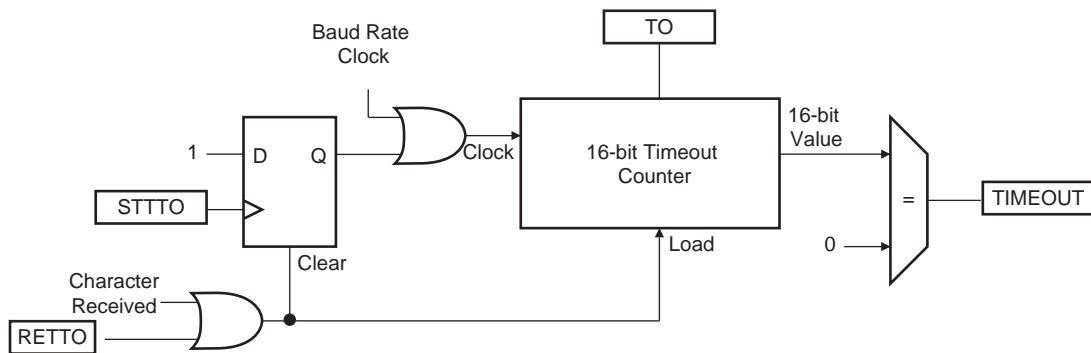 TO
Baud Rate
Clock
16-bit
Value
1
D
Q
Clock
16-bit Timeout
Counter
STTTO
=
TIMEOUT
Clear
Load
0
Character
Received
RETTO